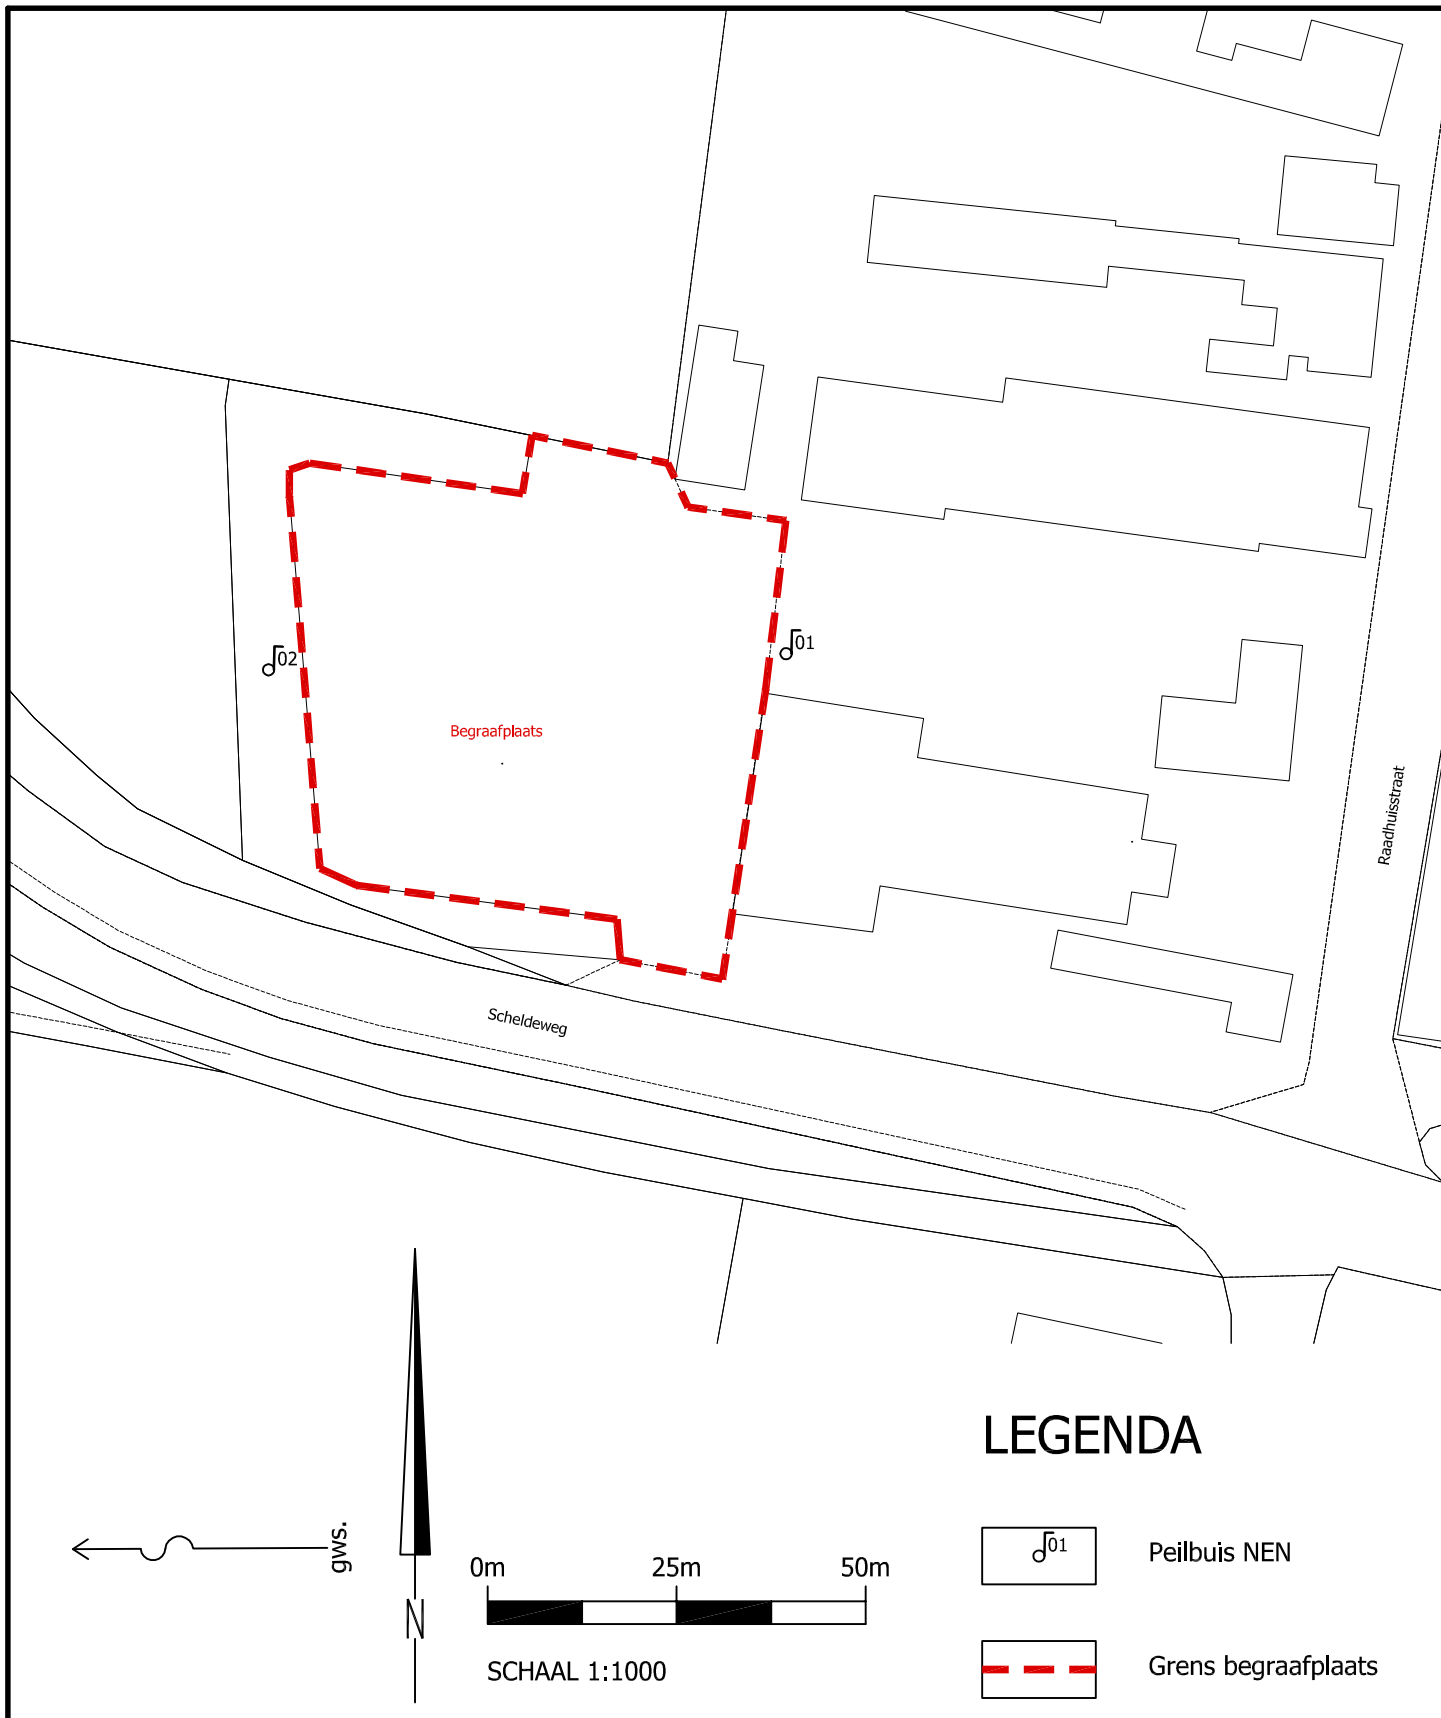 02
01
Begraafplaats
Raadhuisstraat
Scheldeweg
LEGENDA
gws.
N
0m 25m 50m
SCHAAL 1:1000
01 Peilbuis NEN
Grens begraafplaats